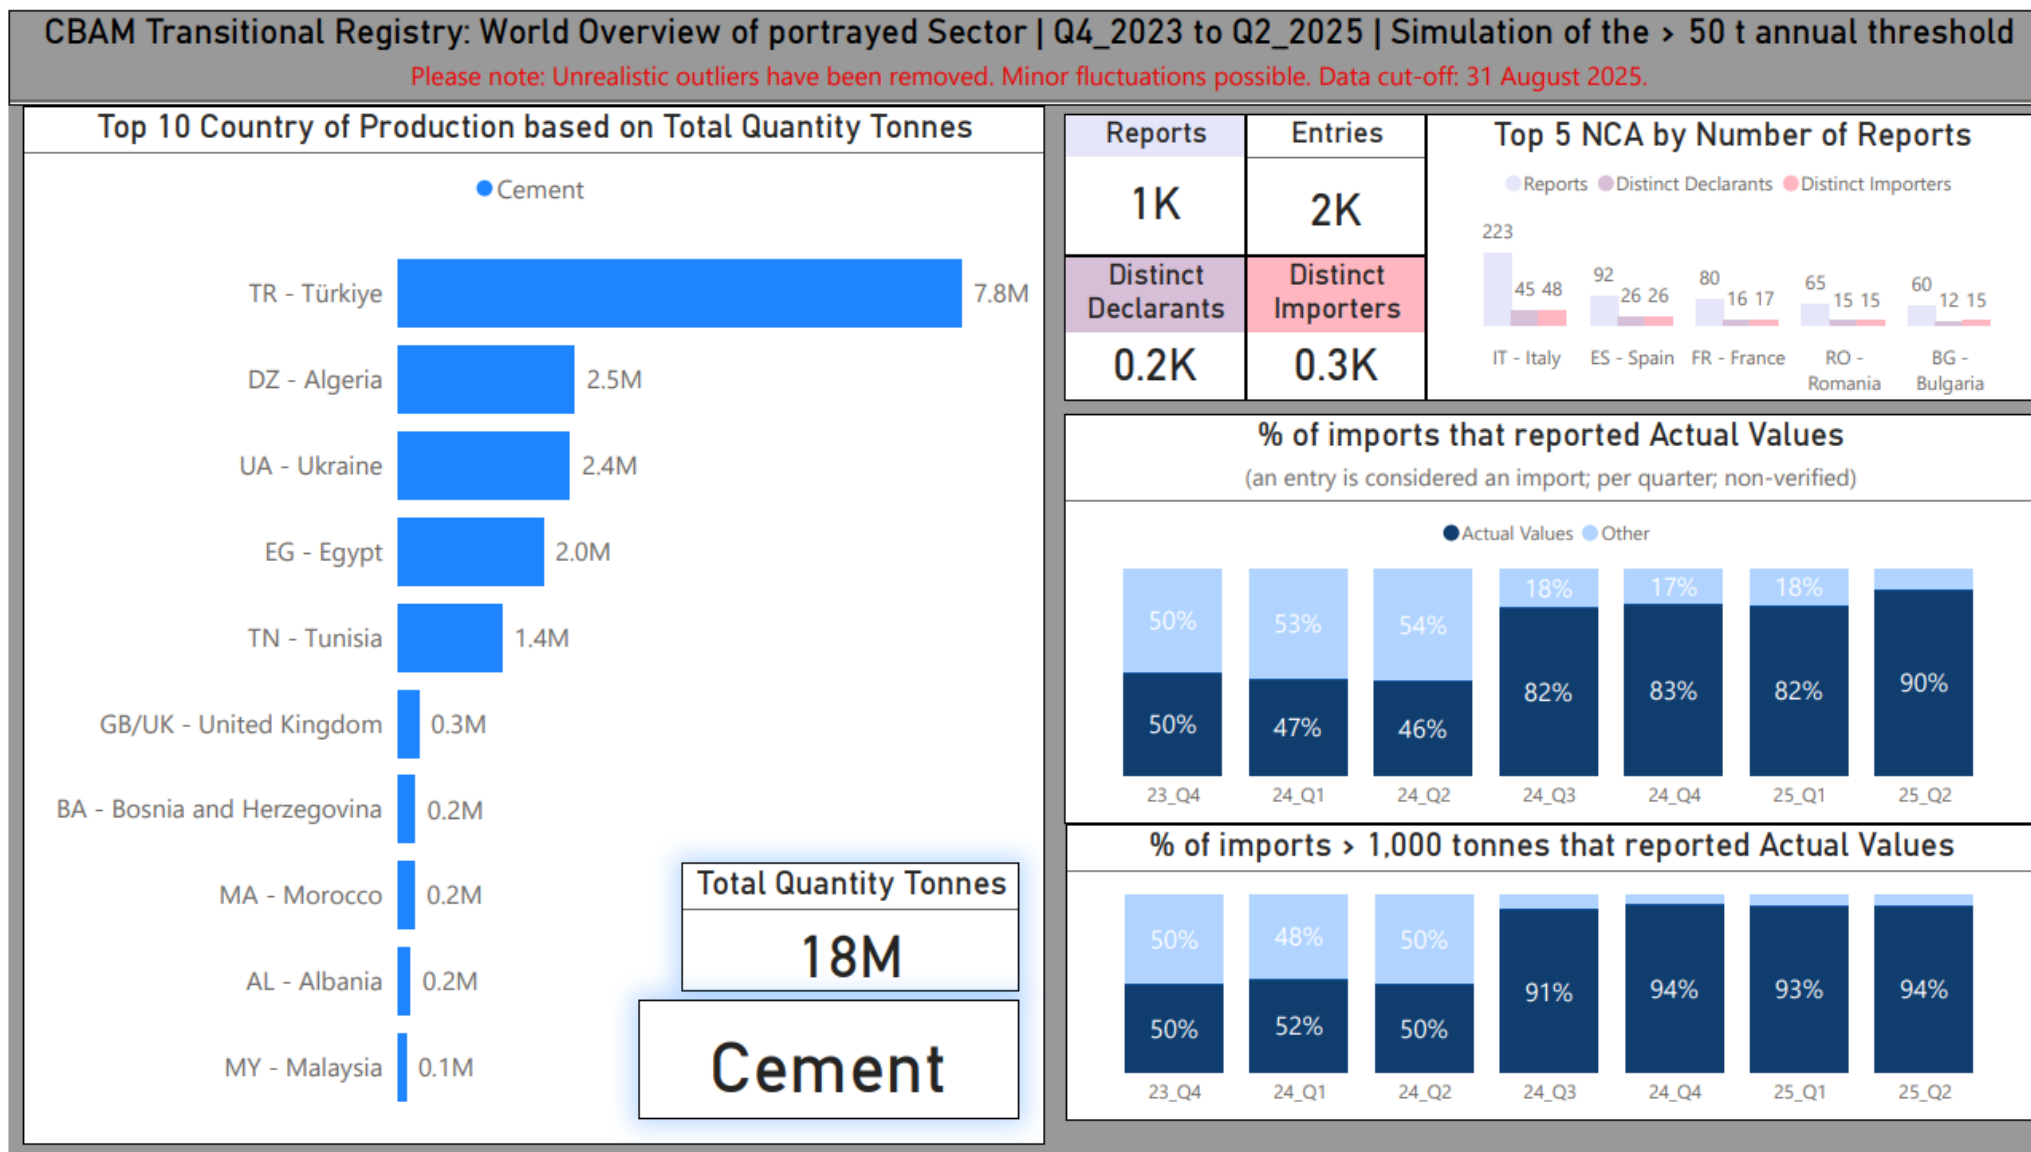 CBAM Transitional Registry: World Overview of portrayed Sector | Q4_2023 to Q2_2025 | Simulation of the > 50 t annual threshold
Please note: Unrealistic outliers have been removed. Minor fluctuations possible. Data cut-off: 31 August 2025.
Top 10 Country of Production based on Total Quantity Tonnes
Cement
TR - Türkiye 7.8M
DZ - Algeria 2.5M
UA - Ukraine 2.4M
EG - Egypt 2.0M
TN - Tunisia 1.4M
GB/UK - United Kingdom 0.3M
BA - Bosnia and Herzegovina 0.2M
MA - Morocco 0.2M
AL - Albania 0.2M
MY - Malaysia 0.1M
Total Quantity Tonnes
18M
Cement
Reports
1K
Entries
2K
Distinct
Declarants
0.2K
Distinct
Importers
0.3K
Top 5 NCA by Number of Reports
Reports Distinct Declarants Distinct Importers
223 45 48 92 26 26 80 16 17 65 15 15 60 12 15
IT - Italy ES - Spain FR - France RO - BG -
Romania Bulgaria
% of imports that reported Actual Values
(an entry is considered an import; per quarter; non-verified)
Actual Values Other
50% 53% 54% 18% 17% 18%
50% 47% 46% 82% 83% 82% 90%
23_Q4 24_Q1 24_Q2 24_Q3 24_Q4 25_Q1 25_Q2
% of imports > 1,000 tonnes that reported Actual Values
50% 48% 50%
50% 52% 50% 91% 94% 93% 94%
23_Q4 24_Q1 24_Q2 24_Q3 24_Q4 25_Q1 25_Q2